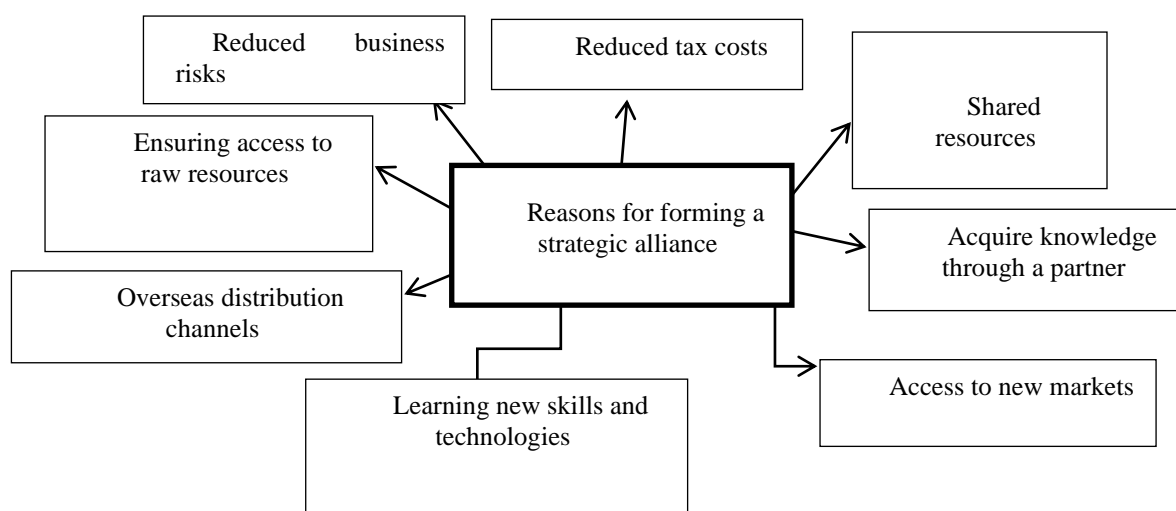 Reduced business
risks
Reduced tax costs
Shared
resources
Ensuring access to
raw resources
Reasons for forming a
strategic alliance
Acquire knowledge
through a partner
Overseas distribution
channels
Learning new skills and
technologies
Access to new markets